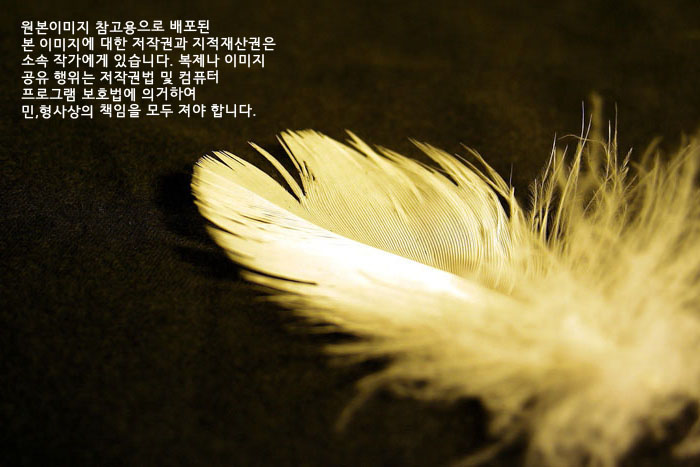 원본이미지 참고용으로 배포된
본 이미지에 대한 저작권과 지적재산권은
소속 작가에게 있습니다. 복제나 이미지
공유 행위는 저작권법 및 컴퓨터
프로그램 보호법에 의거하여
민,형사상의 책임을 모두 져야 합니다.